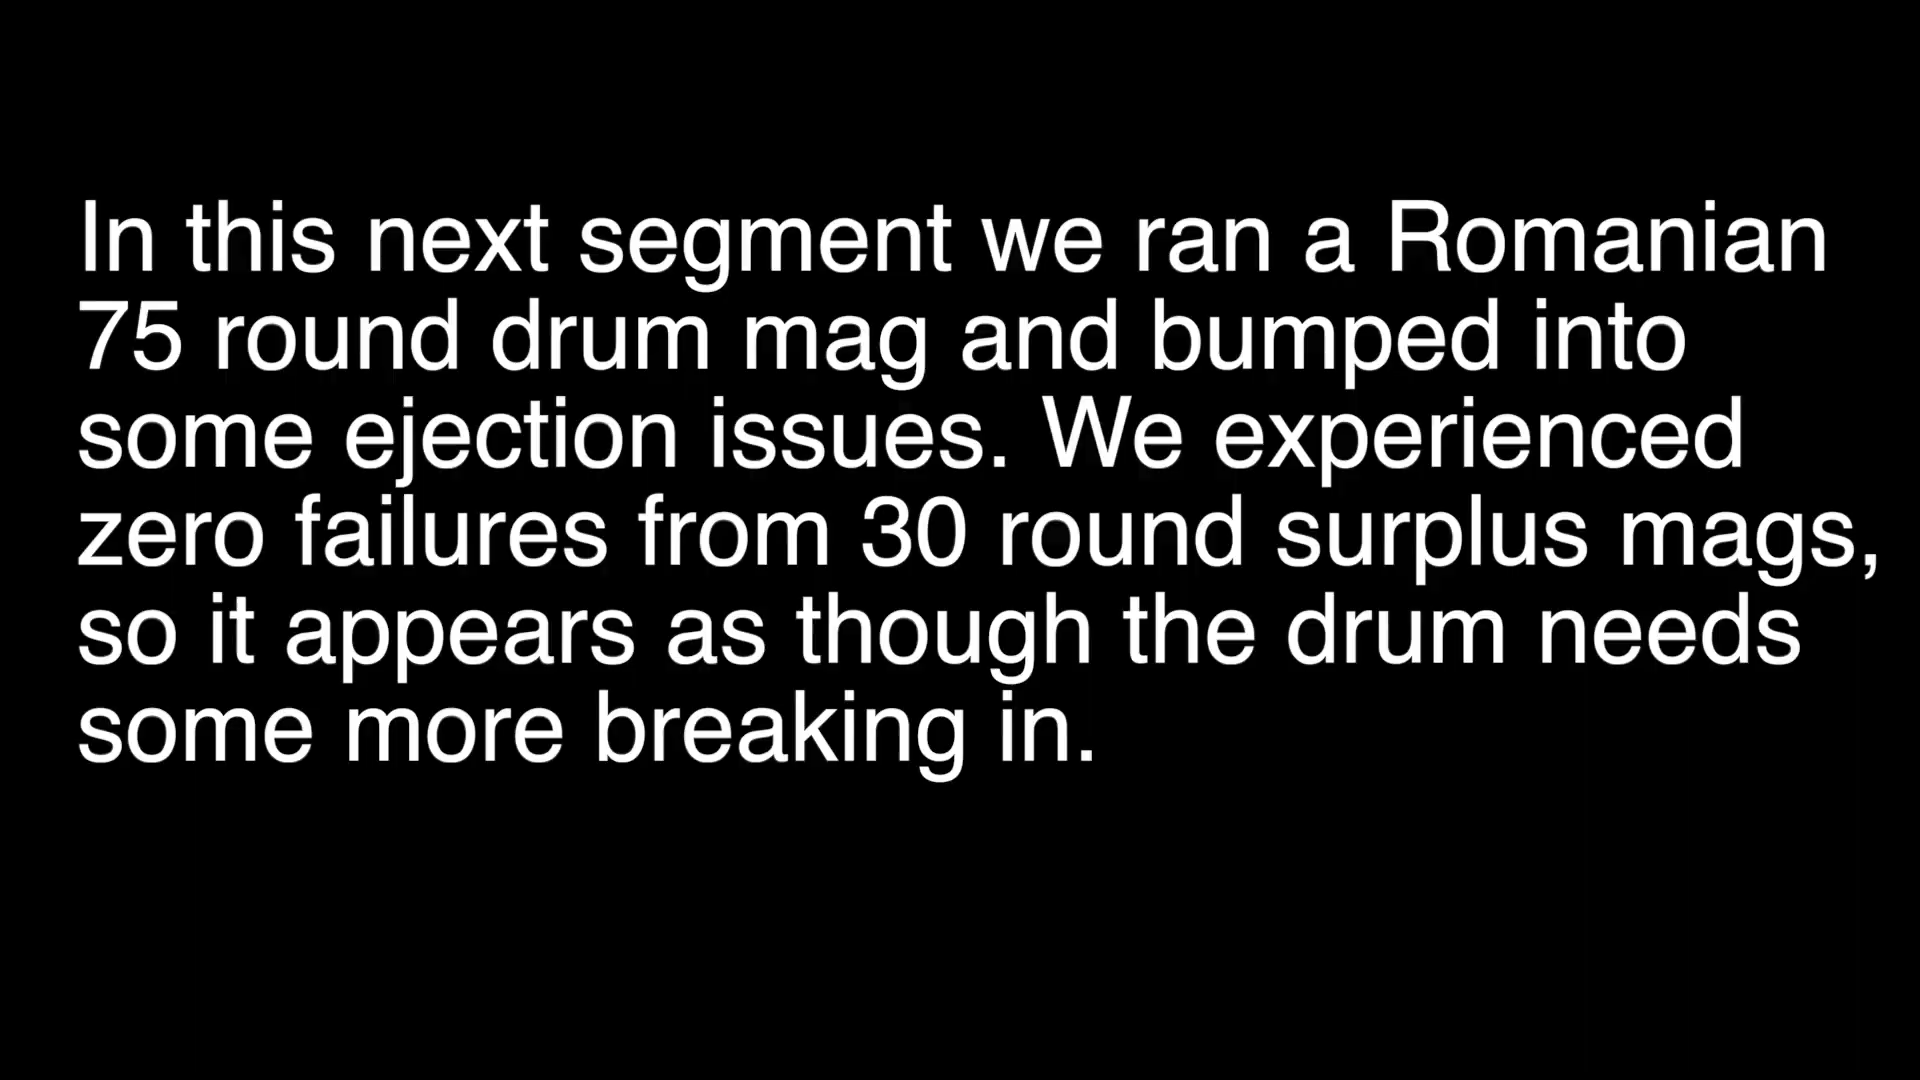 In this next segment we ran a Romanian
75 round drum mag and bumped into
some ejection issues. We experienced
zero failures from 30 round surplus mags,
so it appears as though the drum needs
some more breaking in.